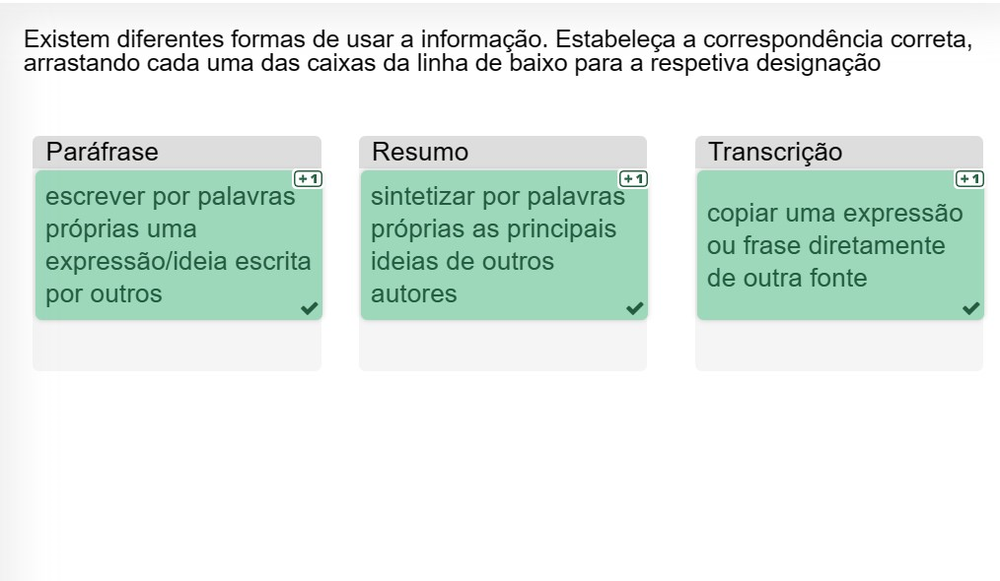 Existem diferentes formas de usar a informação. Estabeleça a correspondência correta,
arrastando cada uma das caixas da linha de baixo para a respetiva designação
Paráfrase
+1
escrever por palavras
próprias uma
expressão/ideia escrita
por outros
Resumo
+1
sintetizar por palavras
próprias as principais
ideias de outros
autores
Transcrição
+1
copiar uma expressão
ou frase diretamente
de outra fonte